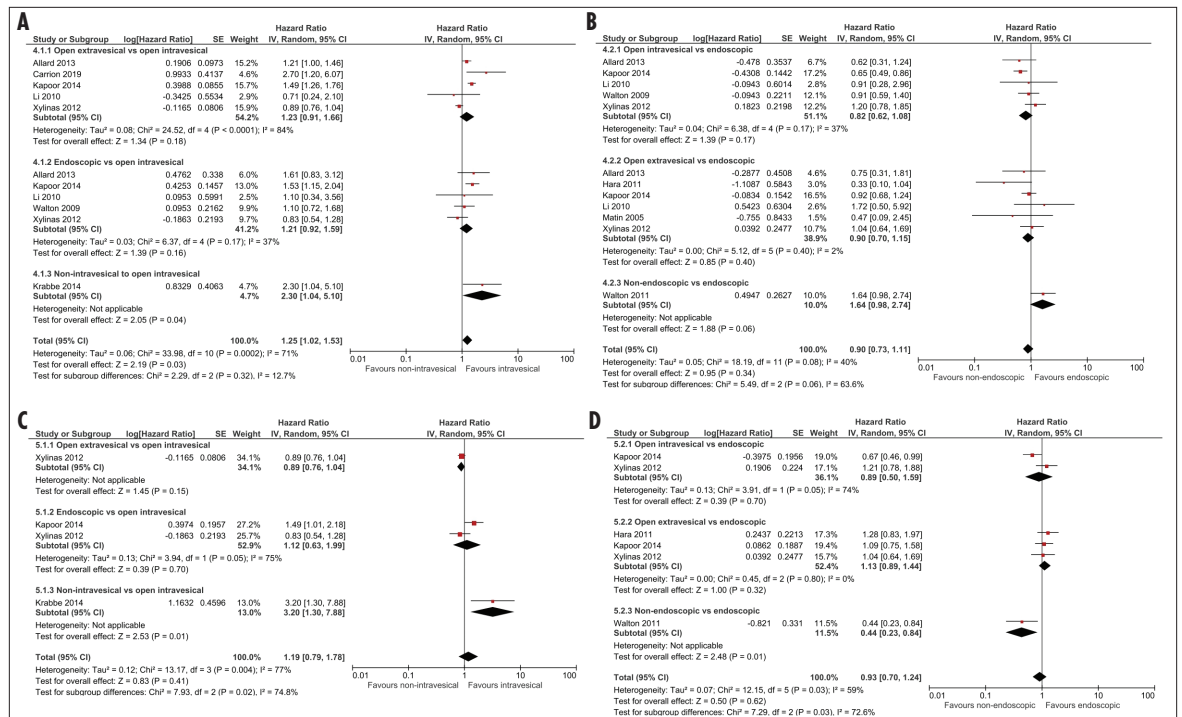 A
Hazard Ratio Hazard Ratio
Study or Subgroup log[Hazard Ratio] SE Weight IV, Random, 95% CI IV, Random, 95% CI
4.1.1 Open extravesical vs open intravesical
Allard 2013 0.1906 0.0973 15.2% 1.21 [1.00, 1.46]
Carrion 2019 0.9933 0.4137 4.6% 2.70 [1.20, 6.07]
Kapoor 2014 0.3988 0.0855 15.7% 1.49 [1.26, 1.76]
Li 2010 -0.3425 0.5534 2.8% 0.71 [0.24, 2.10]
Xylinas 2012 -0.1165 0.0806 15.9% 0.89 [0.76, 1.04]
Subtotal (95% CI) 54.2% 1.23 [0.91, 1.66]
Heterogeneity: Tau² = 0.08; Chi² = 24.52, df = 4 (P < 0.0001); I² = 84%
Test for overall effect: Z = 1.34 (P = 0.18)
4.1.2 Endoscopic vs open intravesical
Allard 2013 0.4762 0.338 6.0% 1.61 [0.83, 3.12]
Kapoor 2014 0.4253 0.1457 13.0% 1.53 [1.15, 2.04]
Li 2010 0.0953 0.5991 2.5% 1.10 [0.34, 3.56]
Walton 2009 0.0953 0.2162 9.9% 1.10 [0.72, 1.68]
Xylinas 2012 -0.1863 0.2193 9.7% 0.83 [0.54, 1.28]
Subtotal (95% CI) 41.2% 1.21 [0.92, 1.59]
Heterogeneity: Tau² = 0.03; Chi² = 6.37, df = 4 (P = 0.17); I² = 37%
Test for overall effect: Z = 1.39 (P = 0.16)
4.1.3 Non-intravesical to open intravesical
Krabbe 2014 0.8329 0.4063 4.7% 2.30 [1.04, 5.10]
Subtotal (95% CI) 4.7% 2.30 [1.04, 5.10]
Heterogeneity: Not applicable
Test for overall effect: Z = 2.05 (P = 0.04)
Total (95% CI) 100.0% 1.25 [1.02, 1.53]
Heterogeneity: Tau² = 0.06; Chi² = 33.98, df = 10 (P = 0.0002); I² = 71%
Test for overall effect: Z = 2.19 (P = 0.03)
Test for subgroup differences: Chi² = 2.29, df = 2 (P = 0.32), I² = 12.7%
0.01 0.1 1 10 100
Favours non-intravesical Favours intravesical
B
Hazard Ratio Hazard Ratio
Study or Subgroup log[Hazard Ratio] SE Weight IV, Random, 95% CI IV, Random, 95% CI
4.2.1 Open intravesical vs endoscopic
Allard 2013 -0.478 0.3537 6.7% 0.62 [0.31, 1.24]
Kapoor 2014 -0.4308 0.1442 17.2% 0.65 [0.49, 0.86]
Li 2010 -0.0943 0.6014 2.8% 0.91 [0.28, 2.96]
Walton 2009 -0.0943 0.2211 12.1% 0.91 [0.59, 1.40]
Xylinas 2012 0.1823 0.2198 12.2% 1.20 [0.78, 1.85]
Subtotal (95% CI) 51.1% 0.82 [0.62, 1.08]
Heterogeneity: Tau² = 0.04; Chi² = 6.38, df = 4 (P = 0.17); I² = 37%
Test for overall effect: Z = 1.39 (P = 0.17)
4.2.2 Open extravesical vs endoscopic
Allard 2013 -0.2877 0.4508 4.6% 0.75 [0.31, 1.81]
Hara 2011 -1.1087 0.5843 3.0% 0.33 [0.10, 1.04]
Kapoor 2014 -0.0834 0.1542 16.4% 0.92 [0.68, 1.24]
Li 2010 0.5423 0.6304 2.6% 1.72 [0.50, 5.92]
Matin 2005 -0.755 0.8433 1.5% 0.47 [0.09, 2.45]
Xylinas 2012 0.0392 0.2477 10.7% 1.04 [0.64, 1.69]
Subtotal (95% CI) 38.9% 0.90 [0.70, 1.15]
Heterogeneity: Tau² = 0.00; Chi² = 5.12, df = 5 (P = 0.40); I² = 2%
Test for overall effect: Z = 0.85 (P = 0.40)
4.2.3 Non-endoscopic vs endoscopic
Walton 2011 0.4947 0.2627 10.0% 1.64 [0.98, 2.74]
Subtotal (95% CI) 10.0% 1.64 [0.98, 2.74]
Heterogeneity: Not applicable
Test for overall effect: Z = 1.88 (P = 0.06)
Total (95% CI) 100.0% 0.90 [0.73, 1.11]
Heterogeneity: Tau² = 0.05; Chi² = 18.19, df = 11 (P = 0.08); I² = 40%
Test for overall effect: Z = 0.95 (P = 0.34)
Test for subgroup differences: Chi² = 5.49, df = 2 (P = 0.06), I² = 63.6%
0.01 0.1 1 10 100
Favours non-endoscopic Favours endoscopic
C
Hazard Ratio Hazard Ratio
Study or Subgroup log[Hazard Ratio] SE Weight IV, Random, 95% CI IV, Random, 95% CI
5.1.1 Open extravesical vs open intravesical
Xylinas 2012 -0.1165 0.0806 34.1% 0.89 [0.76, 1.04]
Subtotal (95% CI) 34.1% 0.89 [0.76, 1.04]
Heterogeneity: Not applicable
Test for overall effect: Z = 1.45 (P = 0.15)
5.1.2 Endoscopic vs open intravesical
Kapoor 2014 0.3974 0.1957 27.2% 1.49 [1.01, 2.18]
Xylinas 2012 -0.1863 0.2193 25.7% 0.83 [0.54, 1.28]
Subtotal (95% CI) 52.9% 1.12 [0.63, 1.99]
Heterogeneity: Tau² = 0.13; Chi² = 3.94, df = 1 (P = 0.05); I² = 75%
Test for overall effect: Z = 0.39 (P = 0.70)
5.1.3 Non-intravesical vs open intravesical
Krabbe 2014 1.1632 0.4596 13.0% 3.20 [1.30, 7.88]
Subtotal (95% CI) 13.0% 3.20 [1.30, 7.88]
Heterogeneity: Not applicable
Test for overall effect: Z = 2.53 (P = 0.01)
Total (95% CI) 100.0% 1.19 [0.79, 1.78]
Heterogeneity: Tau² = 0.12; Chi² = 13.17, df = 3 (P = 0.004); I² = 77%
Test for overall effect: Z = 0.83 (P = 0.41)
Test for subgroup differences: Chi² = 7.93, df = 2 (P = 0.02), I² = 74.8%
0.01 0.1 1 10 100
Favours non-intravesical Favours intravesical
D
Hazard Ratio Hazard Ratio
Study or Subgroup log[Hazard Ratio] SE Weight IV, Random, 95% CI IV, Random, 95% CI
5.2.1 Open intravesical vs endoscopic
Kapoor 2014 -0.3975 0.1956 19.0% 0.67 [0.46, 0.99]
Xylinas 2012 0.1906 0.224 17.1% 1.21 [0.78, 1.88]
Subtotal (95% CI) 36.1% 0.89 [0.50, 1.59]
Heterogeneity: Tau² = 0.13; Chi² = 3.91, df = 1 (P = 0.05); I² = 74%
Test for overall effect: Z = 0.39 (P = 0.70)
5.2.2 Open extravesical vs endoscopic
Hara 2011 0.2437 0.2213 17.3% 1.28 [0.83, 1.97]
Kapoor 2014 0.0862 0.1887 19.4% 1.09 [0.75, 1.58]
Xylinas 2012 0.0392 0.2477 15.7% 1.04 [0.64, 1.69]
Subtotal (95% CI) 52.4% 1.13 [0.89, 1.44]
Heterogeneity: Tau² = 0.00; Chi² = 0.45, df = 2 (P = 0.80); I² = 0%
Test for overall effect: Z = 1.00 (P = 0.32)
5.2.3 Non-endoscopic vs endoscopic
Walton 2011 -0.821 0.331 11.5% 0.44 [0.23, 0.84]
Subtotal (95% CI) 11.5% 0.44 [0.23, 0.84]
Heterogeneity: Not applicable
Test for overall effect: Z = 2.48 (P = 0.01)
Total (95% CI) 100.0% 0.93 [0.70, 1.24]
Heterogeneity: Tau² = 0.07; Chi² = 12.15, df = 5 (P = 0.03); I² = 59%
Test for overall effect: Z = 0.50 (P = 0.62)
Test for subgroup differences: Chi² = 7.29, df = 2 (P = 0.03), I² = 72.6%
0.01 0.1 1 10 100
Favours non-endoscopic Favours endoscopic